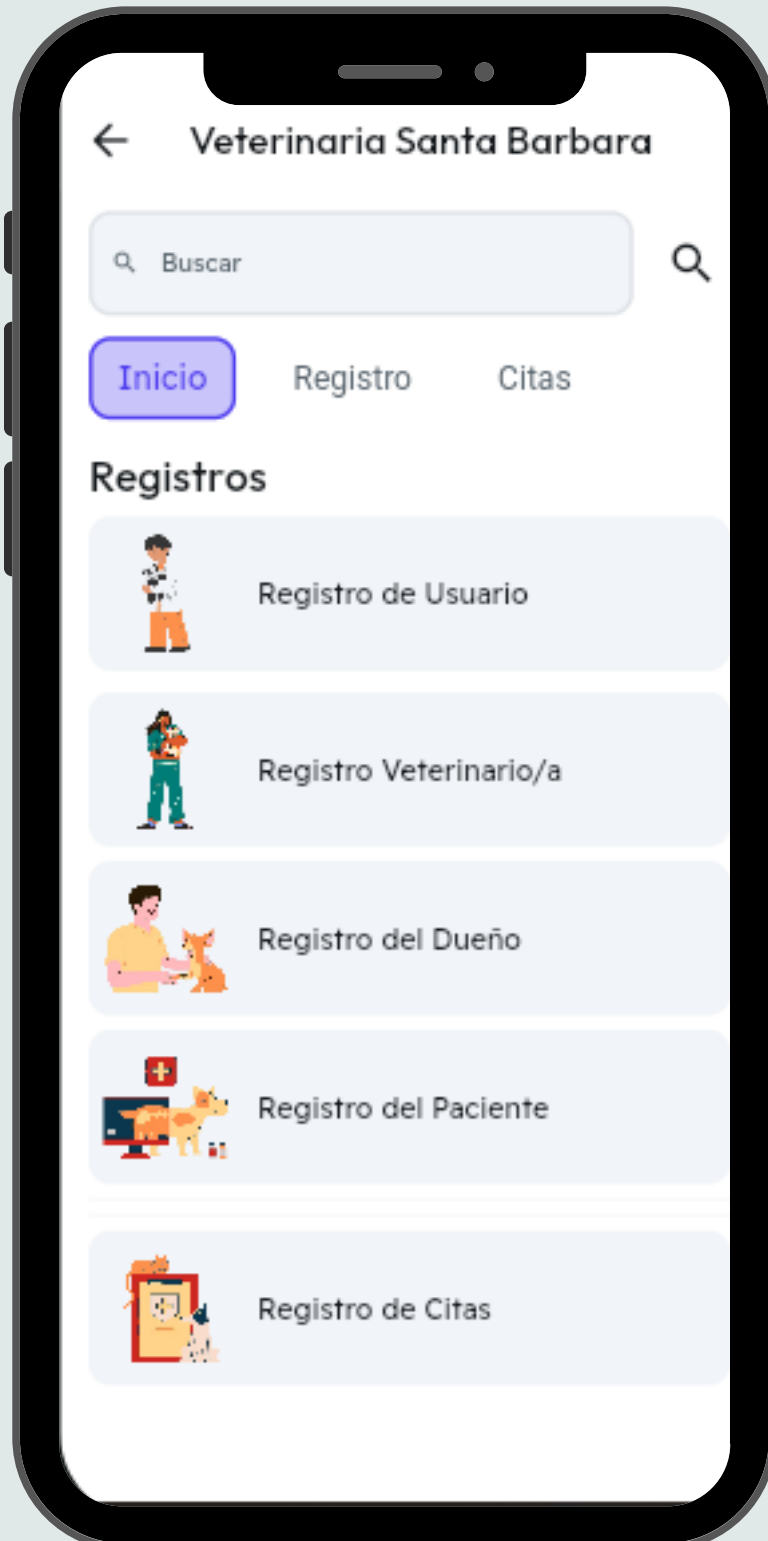 Veterinaria Santa Barbara
Buscar
Inicio Registro Citas
Registros
Registro de Usuario
Registro Veterinario/a
Registro del Dueño
Registro del Paciente
Registro de Citas